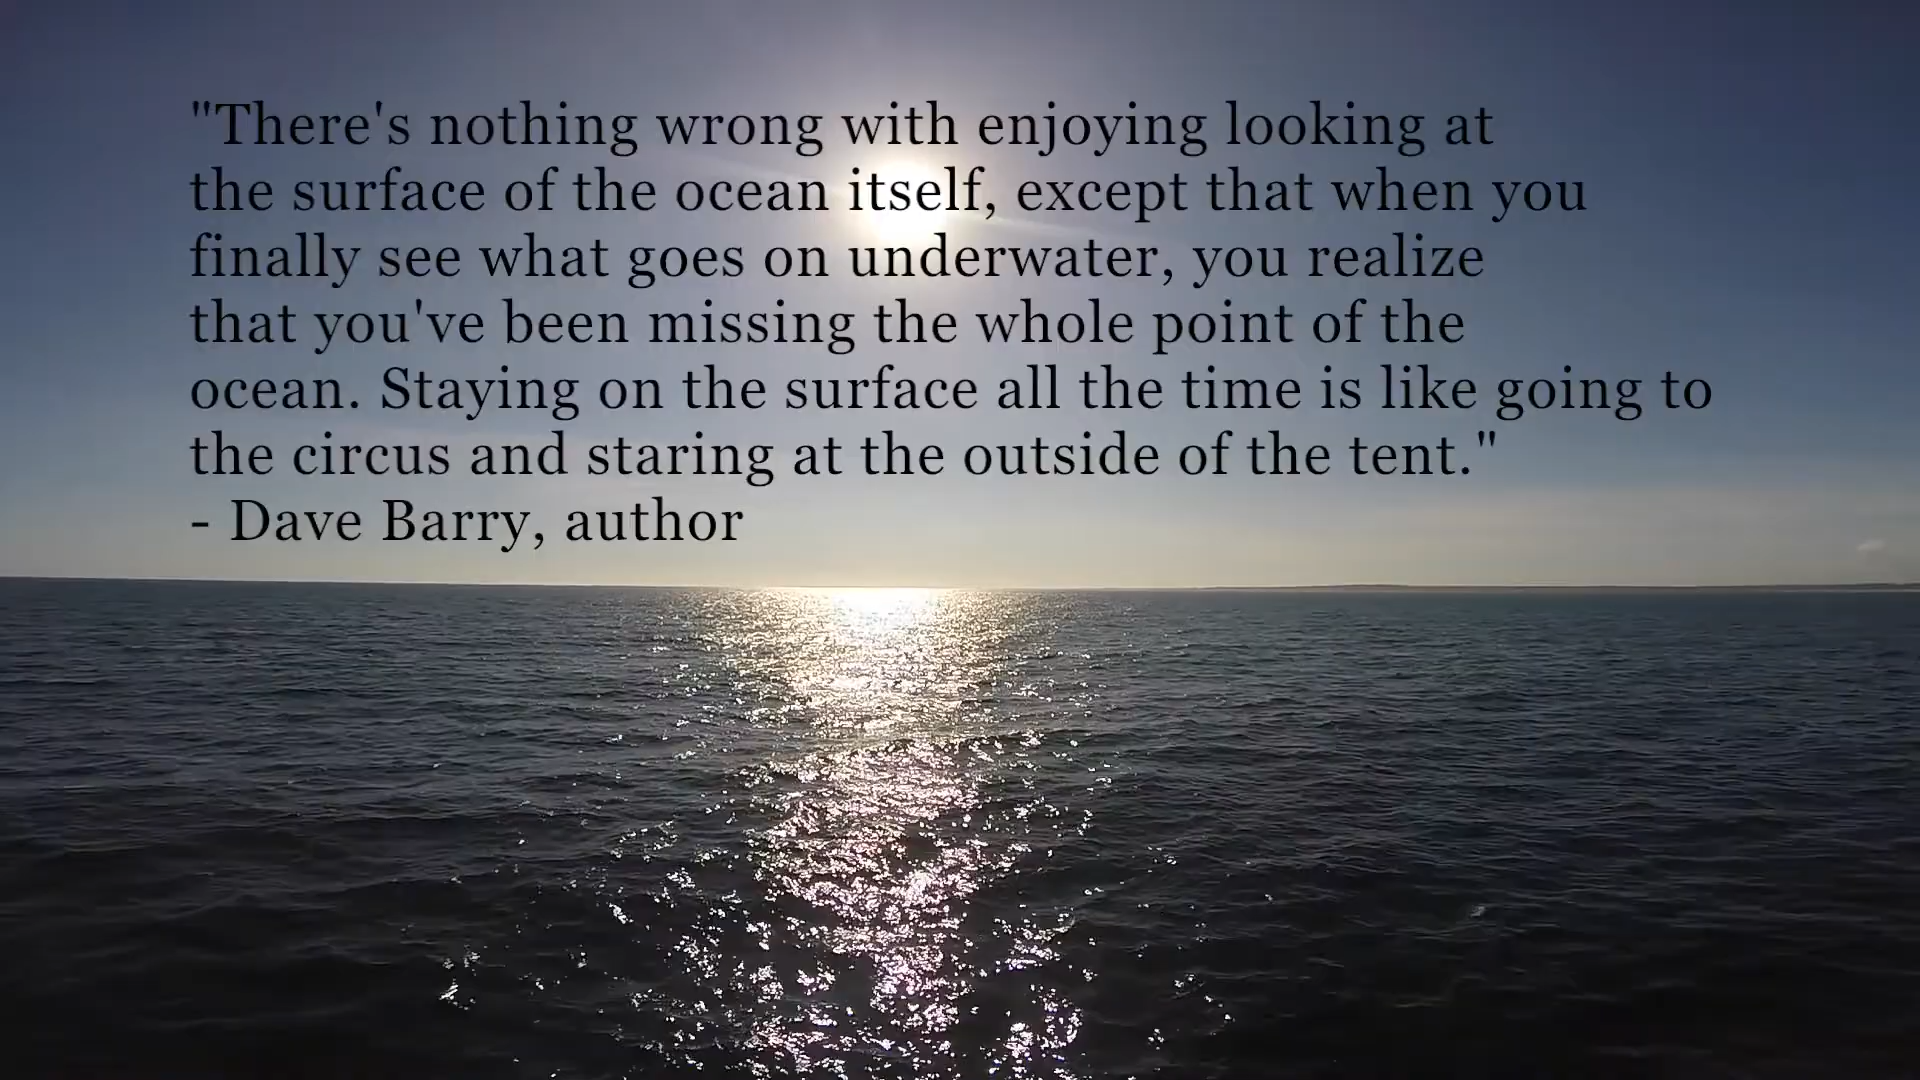 "There's nothing wrong with enjoying looking at
the surface of the ocean itself, except that when you
finally see what goes on underwater, you realize
that you've been missing the whole point of the
ocean. Staying on the surface all the time is like going to
the circus and staring at the outside of the tent."
- Dave Barry, author